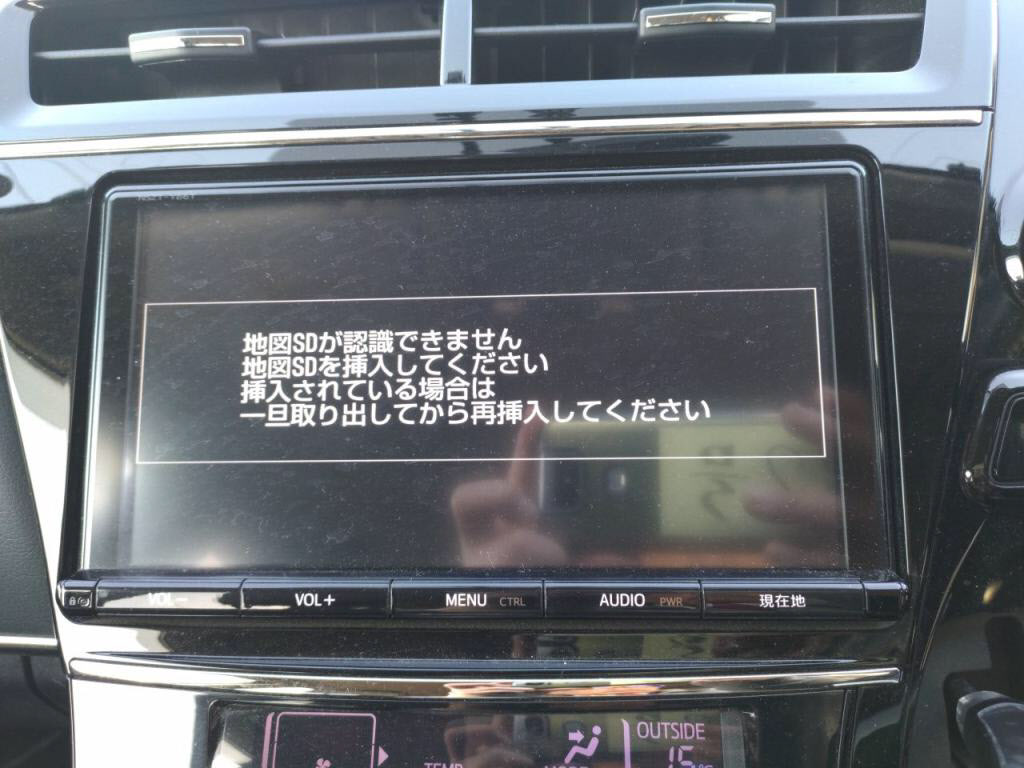 地図SDが認識できません
地図SDを挿入してください
挿入されている場合は
一旦取り出してから再挿入してください
VOL− VOL+ MENU CTRL AUDIO PWR 現在地
OUTSIDE
TEMP
15℃